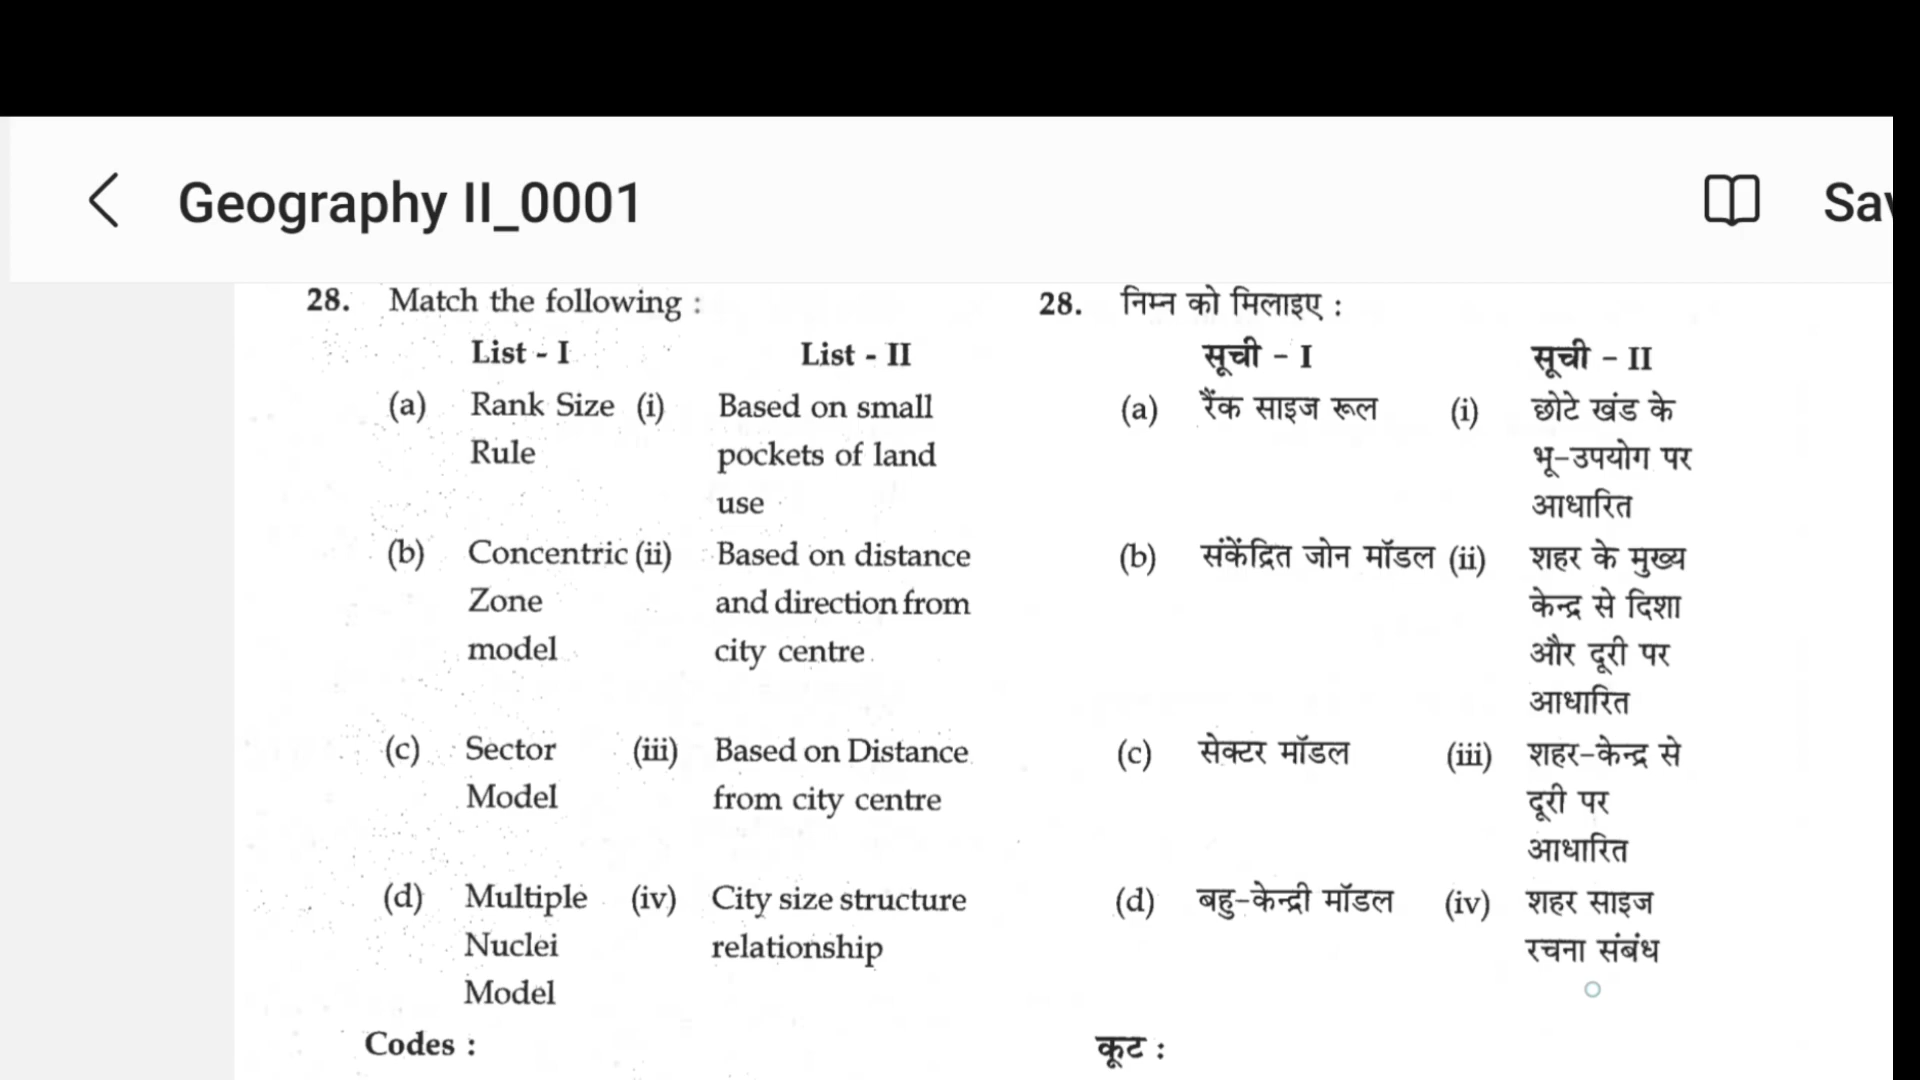 Geography II_0001
Sav
28. Match the following :
List - I List - II
(a) Rank Size (i) Based on small
Rule pockets of land
use
(b) Concentric (ii) Based on distance
Zone and direction from
model city centre
(c) Sector (iii) Based on Distance
Model from city centre
(d) Multiple (iv) City size structure
Nuclei relationship
Model
Codes :
28. निम्न को मिलाइए :
सूची - I सूची - II
(a) रैंक साइज रूल (i) छोटे खंड के
भू-उपयोग पर
आधारित
(b) संकेंद्रित जोन मॉडल (ii) शहर के मुख्य
केन्द्र से दिशा
और दूरी पर
आधारित
(c) सेक्टर मॉडल (iii) शहर-केन्द्र से
दूरी पर
आधारित
(d) बहु-केन्द्री मॉडल (iv) शहर साइज
रचना संबंध
कूट :